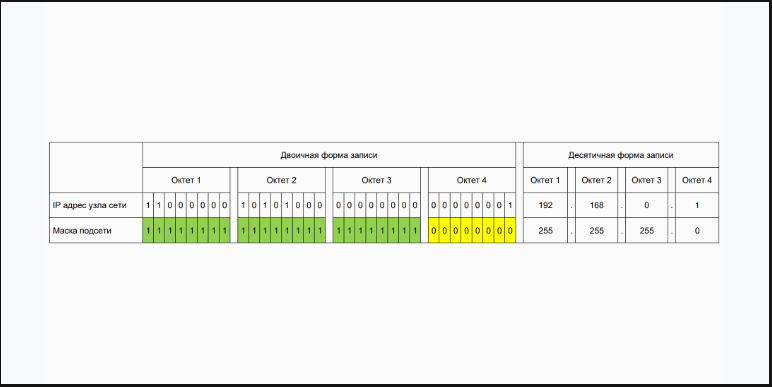 Двоичная форма записи Десятичная форма записи
Октет 1 Октет 2 Октет 3 Октет 4 Октет 1 Октет 2 Октет 3 Октет 4
IP адрес узла сети 1 1 0 0 0 0 0 0 1 0 1 0 1 0 0 0 0 0 0 0 0 0 0 0 0 0 0 0 0 0 0 1 192 . 168 . 0 . 1
Маска подсети 1 1 1 1 1 1 1 1 1 1 1 1 1 1 1 1 1 1 1 1 1 1 1 1 0 0 0 0 0 0 0 0 255 . 255 . 255 . 0